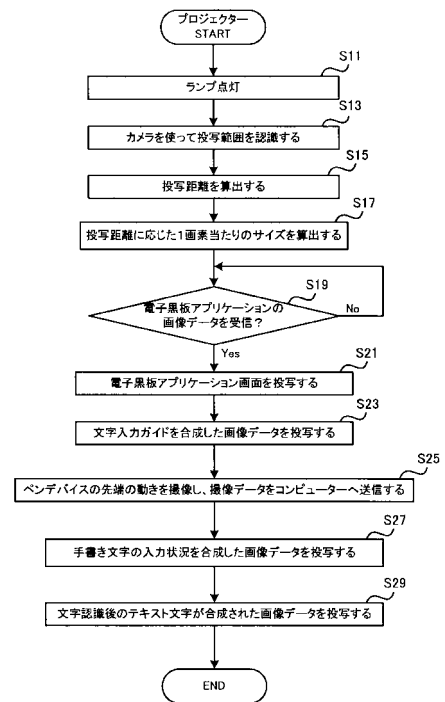 プロジェクター
START
S11
ランプ点灯
S13
カメラを使って投写範囲を認識する
S15
投写距離を算出する
S17
投写距離に応じた1画素当たりのサイズを算出する
S19
電子黒板アプリケーションの
画像データを受信?
No
Yes
S21
電子黒板アプリケーション画面を投写する
S23
文字入力ガイドを合成した画像データを投写する
S25
ペンデバイスの先端の動きを撮像し、撮像データをコンピューターへ送信する
S27
手書き文字の入力状況を合成した画像データを投写する
S29
文字認識後のテキスト文字が合成された画像データを投写する
END